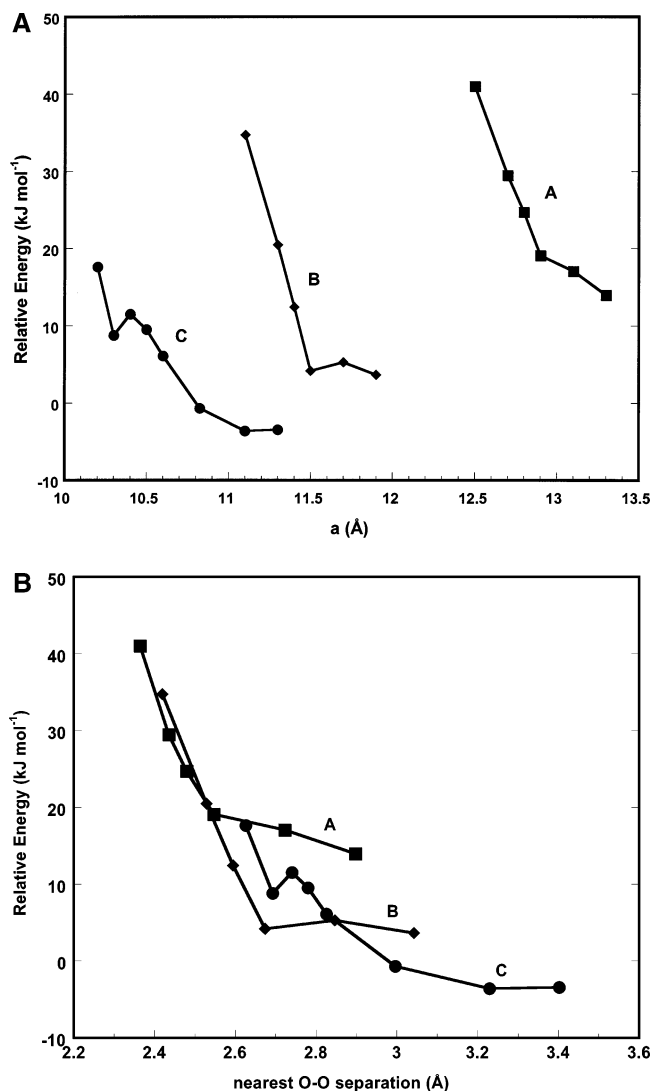 A
50
40
30
20
10
0
-10
Relative Energy (kJ mol⁻¹)
A
B
C
10 10.5 11 11.5 12 12.5 13 13.5
a (Å)
B
50
40
30
20
10
0
-10
Relative Energy (kJ mol⁻¹)
A
B
C
2.2 2.4 2.6 2.8 3 3.2 3.4 3.6
nearest O-O separation (Å)